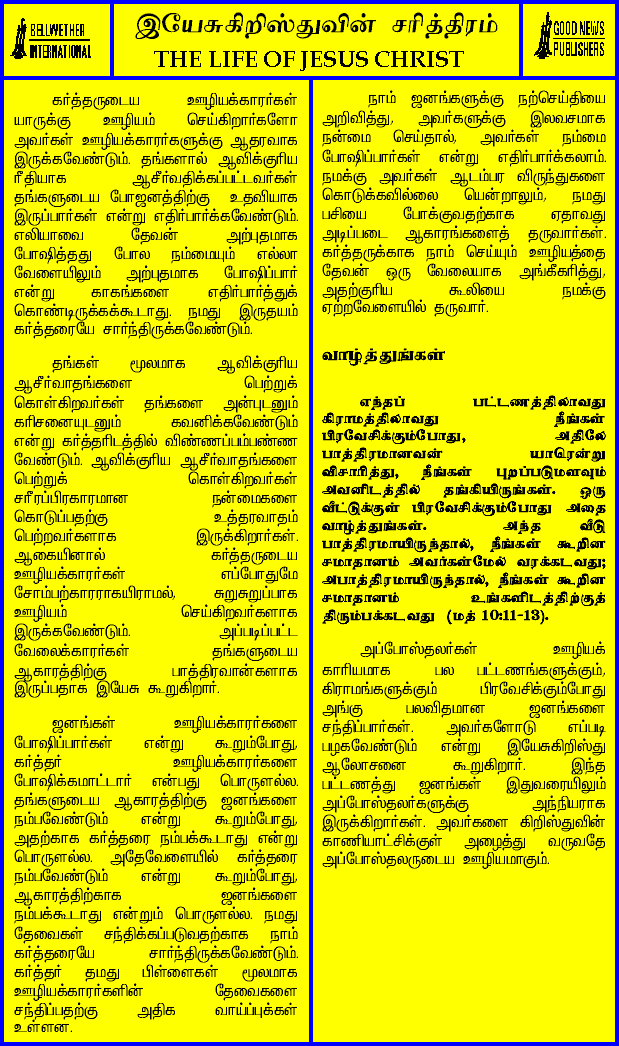 BELLWETHER
INTERNATIONAL
இயேசுகிறிஸ்துவின் சரித்திரம்
THE LIFE OF JESUS CHRIST
GOOD NEWS
PUBLISHERS
கர்த்தருடைய ஊழியக்காரர்கள்
யாருக்கு ஊழியம் செய்கிறார்களோ
அவர்கள் ஊழியக்காரர்களுக்கு ஆதரவாக
இருக்கவேண்டும். தங்களால் ஆவிக்குரிய
ரீதியாக ஆசீர்வதிக்கப்பட்டவர்கள்
தங்களுடைய போஜனத்திற்கு உதவியாக
இருப்பார்கள் என்று எதிர்பார்க்கவேண்டும்.
எலியாவை தேவன் அற்புதமாக
போஷித்தது போல நம்மையும் எல்லா
வேளையிலும் அற்புதமாக போஷிப்பார்
என்று காகங்களை எதிர்பார்த்துக்
கொண்டிருக்கக்கூடாது. நமது இருதயம்
கர்த்தரையே சார்ந்திருக்கவேண்டும்.
தங்கள் மூலமாக ஆவிக்குரிய
ஆசீர்வாதங்களை பெற்றுக்
கொள்கிறவர்கள் தங்களை அன்புடனும்
கரிசனையுடனும் கவனிக்கவேண்டும்
என்று கர்த்தரிடத்தில் விண்ணப்பம்பண்ண
வேண்டும். ஆவிக்குரிய ஆசீர்வாதங்களை
பெற்றுக் கொள்கிறவர்கள்
சரீரப்பிரகாரமான நன்மைகளை
கொடுப்பதற்கு உத்தரவாதம்
பெற்றவர்களாக இருக்கிறார்கள்.
ஆகையினால் கர்த்தருடைய
ஊழியக்காரர்கள் எப்போதுமே
சோம்பற்காரராகயிராமல், சுறுசுறுப்பாக
ஊழியம் செய்கிறவர்களாக
இருக்கவேண்டும். அப்படிப்பட்ட
வேலைக்காரர்கள் தங்களுடைய
ஆகாரத்திற்கு பாத்திரவான்களாக
இருப்பதாக இயேசு கூறுகிறார்.
ஜனங்கள் ஊழியக்காரர்களை
போஷிப்பார்கள் என்று கூறும்போது,
கர்த்தர் ஊழியக்காரர்களை
போஷிக்கமாட்டார் என்பது பொருளல்ல.
தங்களுடைய ஆகாரத்திற்கு ஜனங்களை
நம்பவேண்டும் என்று கூறும்போது,
அதற்காக கர்த்தரை நம்பக்கூடாது என்று
பொருளல்ல. அதேவேளையில் கர்த்தரை
நம்பவேண்டும் என்று கூறும்போது,
ஆகாரத்திற்காக ஜனங்களை
நம்பக்கூடாது என்றும் பொருளல்ல. நமது
தேவைகள் சந்திக்கப்படுவதற்காக நாம்
கர்த்தரையே சார்ந்திருக்கவேண்டும்.
கர்த்தர் தமது பிள்ளைகள் மூலமாக
ஊழியக்காரர்களின் தேவைகளை
சந்திப்பதற்கு அதிக வாய்ப்புக்கள்
உள்ளன.
நாம் ஜனங்களுக்கு நற்செய்தியை
அறிவித்து, அவர்களுக்கு இலவசமாக
நன்மை செய்தால், அவர்கள் நம்மை
போஷிப்பார்கள் என்று எதிர்பார்க்கலாம்.
நமக்கு அவர்கள் ஆடம்பர விருந்துகளை
கொடுக்கவில்லை யென்றாலும், நமது
பசியை போக்குவதற்காக ஏதாவது
அடிப்படை ஆகாரங்களைத் தருவார்கள்.
கர்த்தருக்காக நாம் செய்யும் ஊழியத்தை
தேவன் ஒரு வேலையாக அங்கீகரித்து,
அதற்குரிய கூலியை நமக்கு
ஏற்றவேளையில் தருவார்.
வாழ்த்துங்கள்
எந்தப் பட்டணத்திலாவது
கிராமத்திலாவது நீங்கள்
பிரவேசிக்கும்போது, அதிலே
பாத்திரமானவன் யாரென்று
விசாரித்து, நீங்கள் புறப்படுமளவும்
அவனிடத்தில் தங்கியிருங்கள். ஒரு
வீட்டுக்குள் பிரவேசிக்கும்போது அதை
வாழ்த்துங்கள். அந்த வீடு
பாத்திரமாயிருந்தால், நீங்கள் கூறின
சமாதானம் அவர்கள்மேல் வரக்கடவது;
அபாத்திரமாயிருந்தால், நீங்கள் கூறின
சமாதானம் உங்களிடத்திற்குத்
திரும்பக்கடவது (மத் 10:11-13).
அப்போஸ்தலர்கள் ஊழியக்
காரியமாக பல பட்டணங்களுக்கும்,
கிராமங்களுக்கும் பிரவேசிக்கும்போது
அங்கு பலவிதமான ஜனங்களை
சந்திப்பார்கள். அவர்களோடு எப்படி
பழகவேண்டும் என்று இயேசுகிறிஸ்து
ஆலோசனை கூறுகிறார். இந்த
பட்டணத்து ஜனங்கள் இதுவரையிலும்
அப்போஸ்தலர்களுக்கு அந்நியராக
இருக்கிறார்கள். அவர்களை கிறிஸ்துவின்
காணியாட்சிக்குள் அழைத்து வருவதே
அப்போஸ்தலருடைய ஊழியமாகும்.